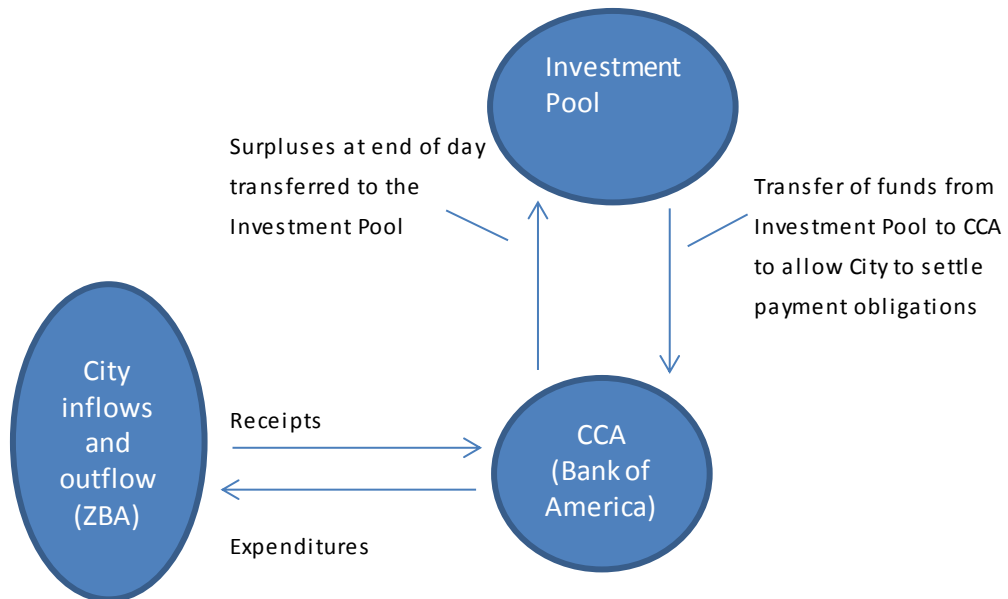 Investment
Pool
Surpluses at end of day
transferred to the
Investment Pool
Transfer of funds from
Investment Pool to CCA
to allow City to settle
payment obligations
City
inflows
and
outflow
(ZBA)
Receipts
Expenditures
CCA
(Bank of
America)